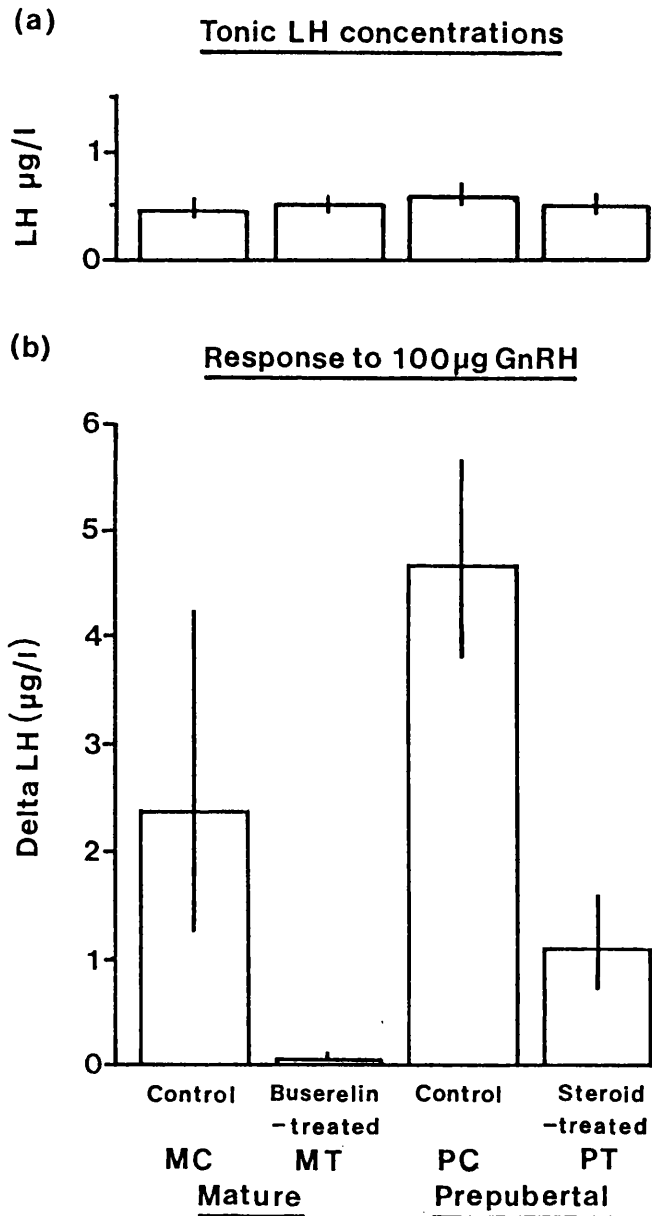 (a)
Tonic LH concentrations
LH µg/l
1
0
(b)
Response to 100µg GnRH
Delta LH (µg/l)
6
5
4
3
2
1
0
Control Buserelin Control Steroid
-treated -treated
MC MT PC PT
Mature Prepubertal